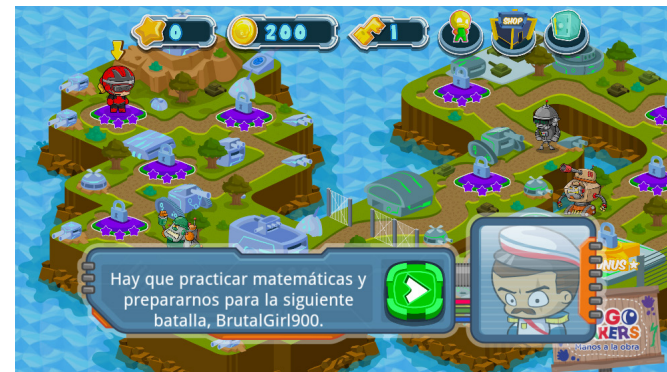 0
200
1
SHOP
Hay que practicar matemáticas y
prepararnos para la siguiente
batalla, BrutalGirl900.
Manos a la obra